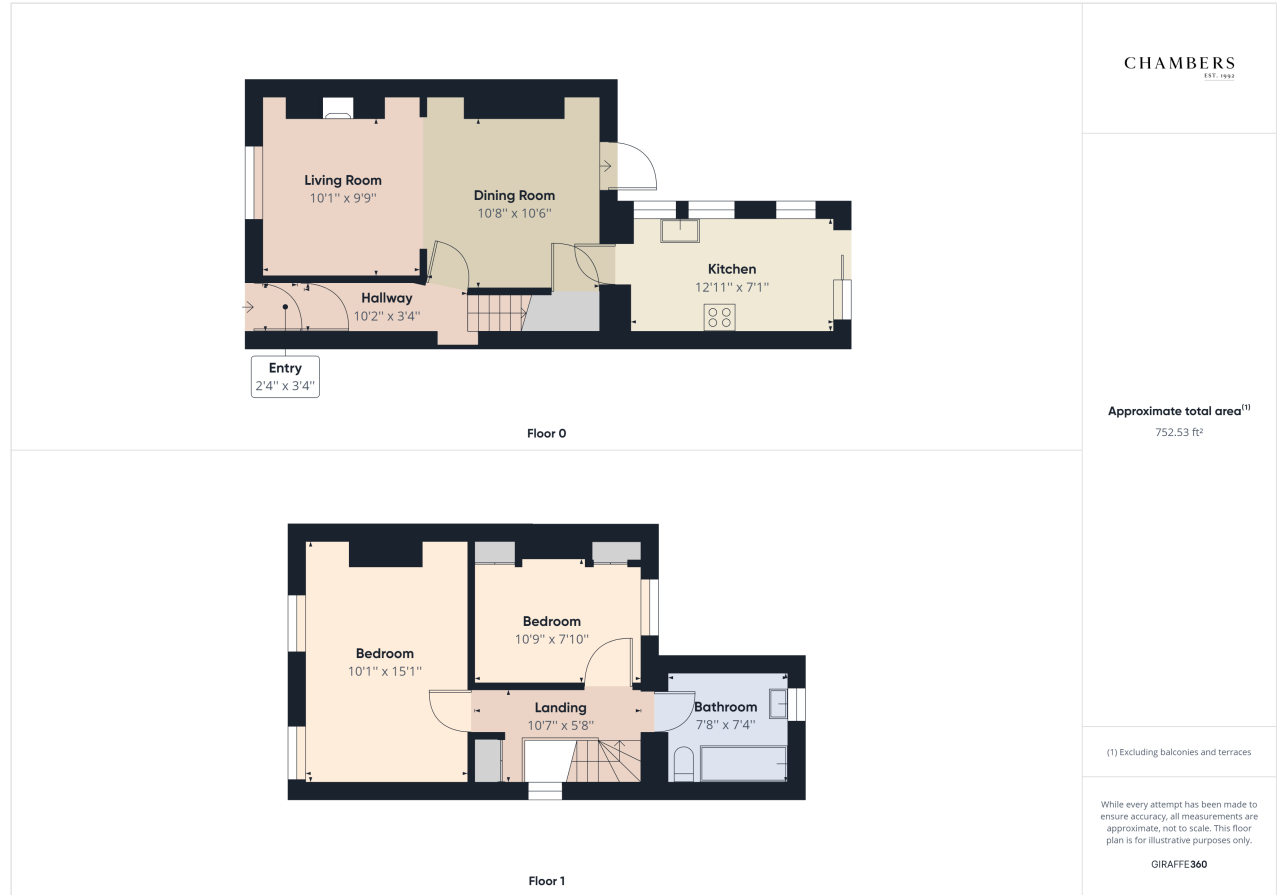 CHAMBERS
EST. 1992
Living Room
10'1'' x 9'9''
Dining Room
10'8'' x 10'6''
Kitchen
12'11'' x 7'1''
Hallway
10'2'' x 3'4''
Entry
2'4'' x 3'4''
Floor 0
Approximate total area(1)
752.53 ft²
Bedroom
10'1'' x 15'1''
Bedroom
10'9'' x 7'10''
Landing
10'7'' x 5'8''
Bathroom
7'8'' x 7'4''
Floor 1
(1) Excluding balconies and terraces
While every attempt has been made to
ensure accuracy, all measurements are
approximate, not to scale. This floor
plan is for illustrative purposes only.
GIRAFFE360